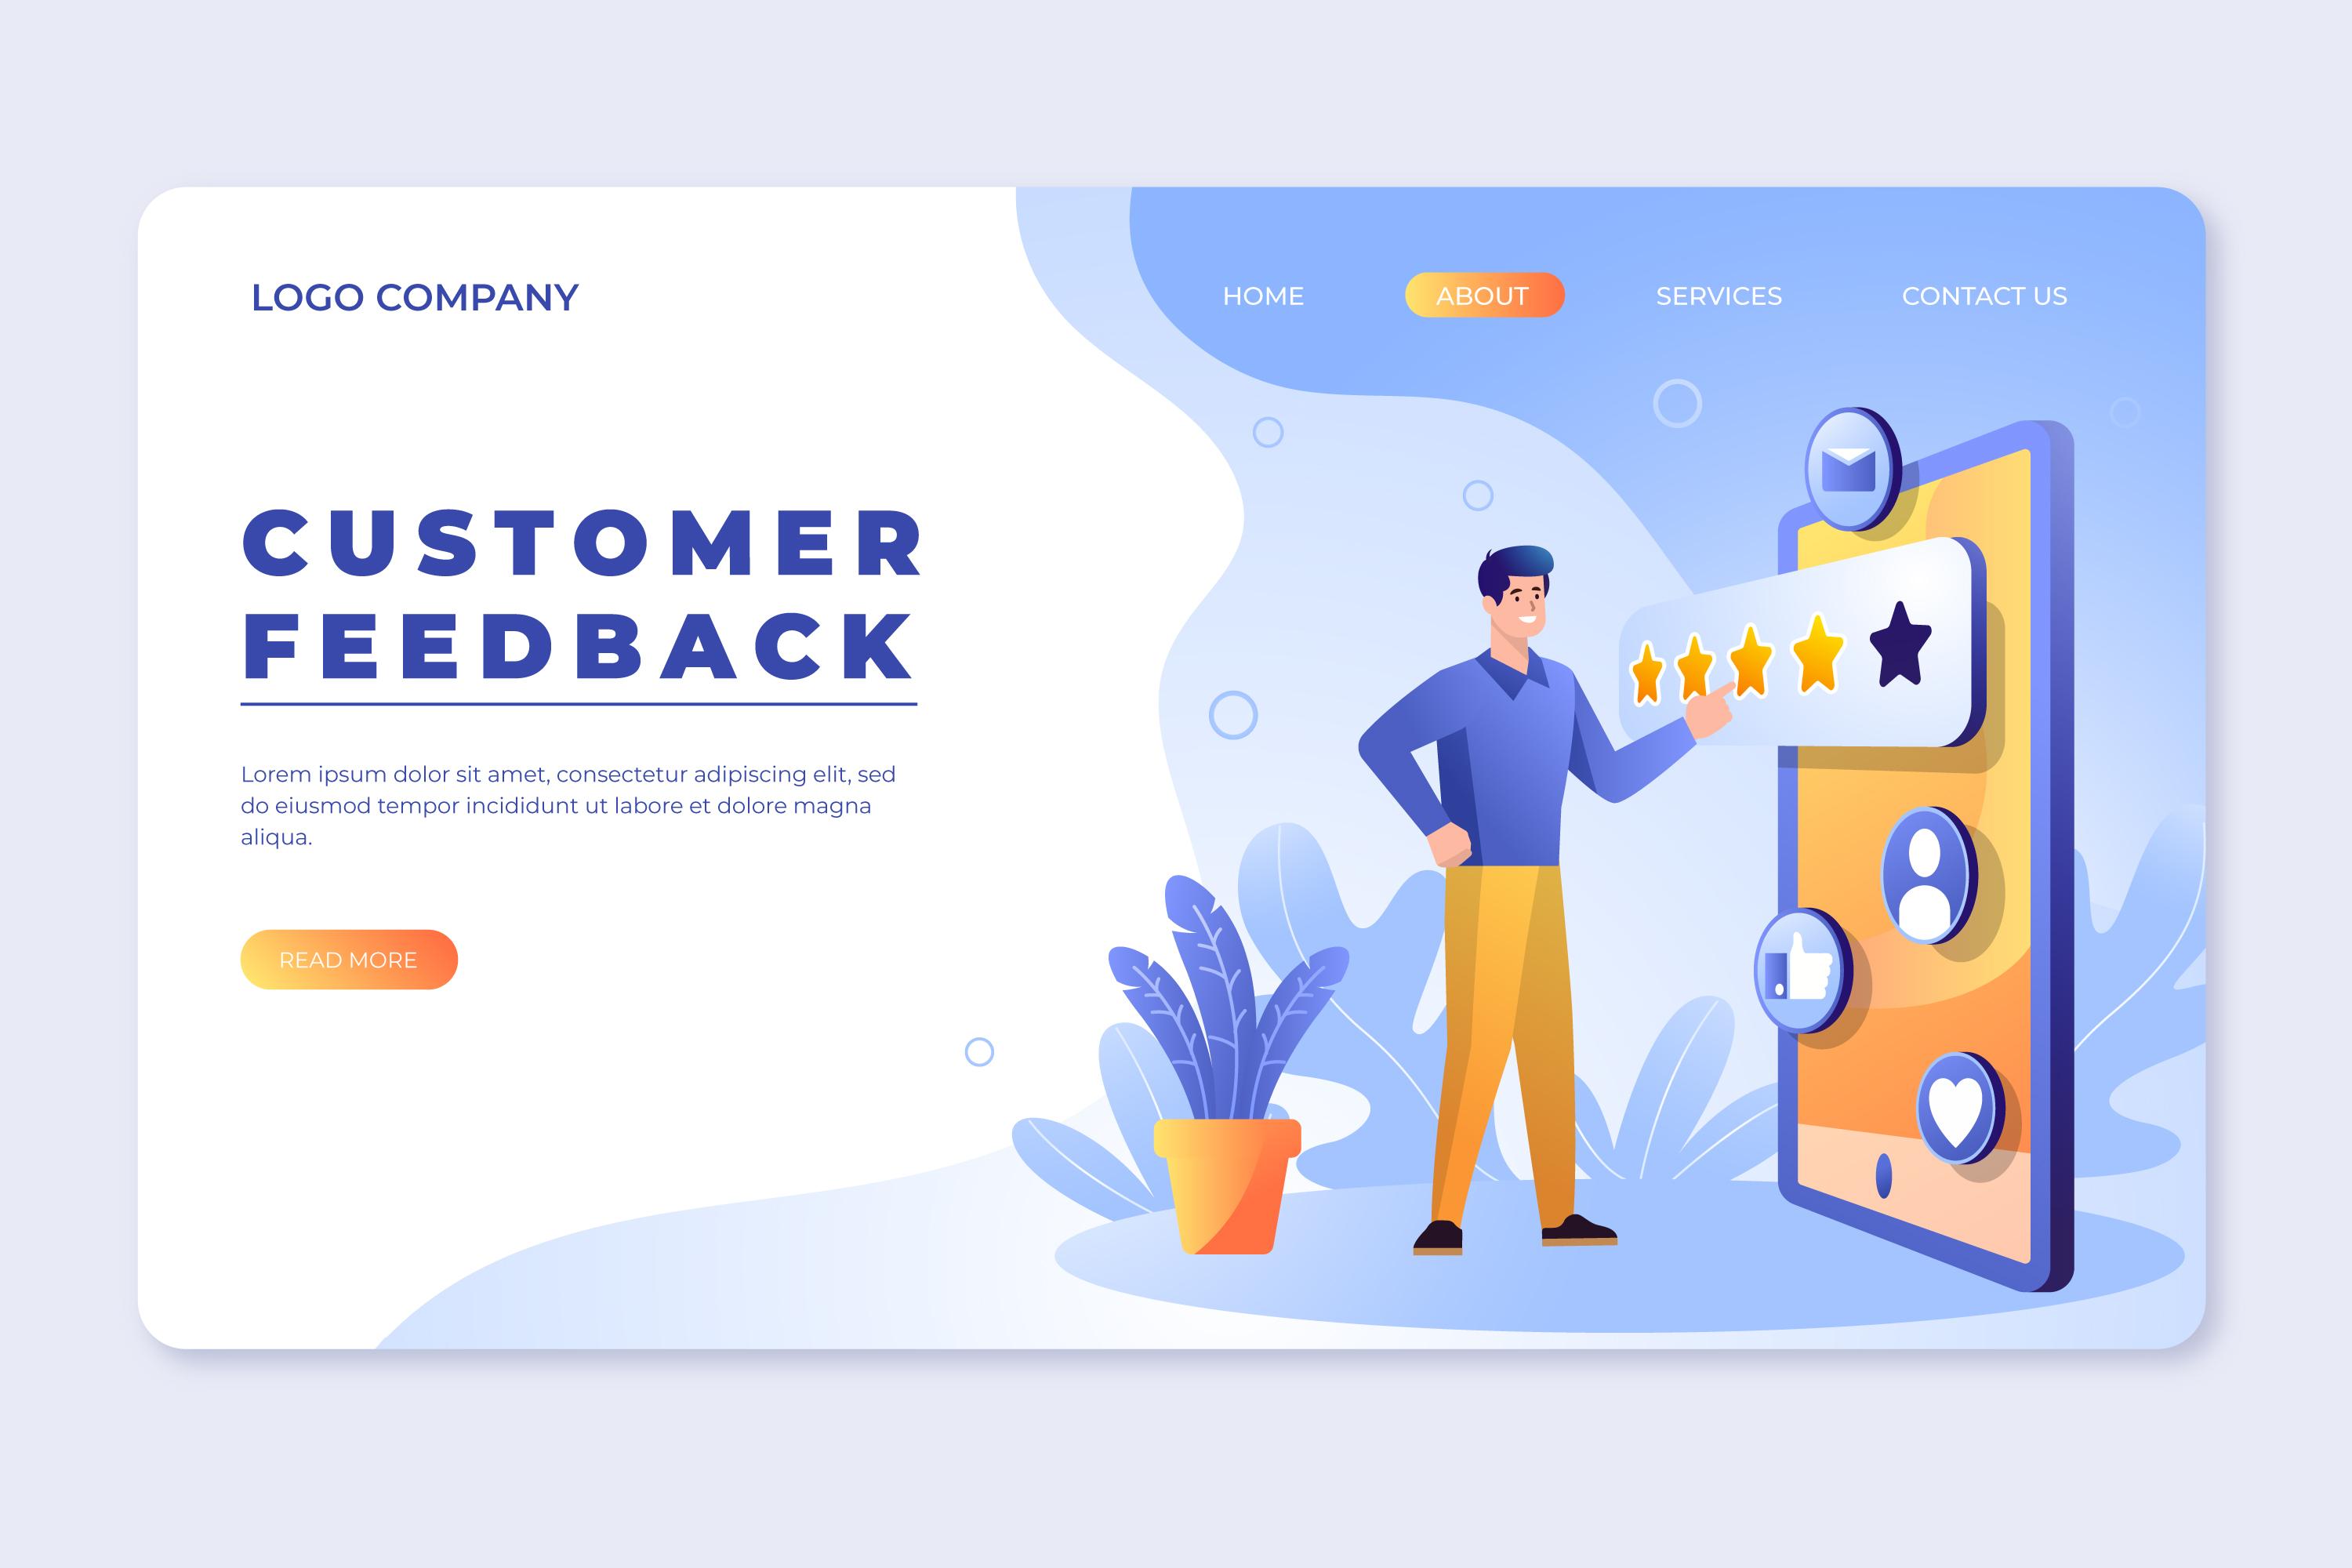 LOGO COMPANY
HOME
ABOUT
SERVICES
CONTACT US
CUSTOMER
FEEDBACK
Lorem ipsum dolor sit amet, consectetur adipiscing elit, sed
do eiusmod tempor incididunt ut labore et dolore magna
aliqua.
READ MORE